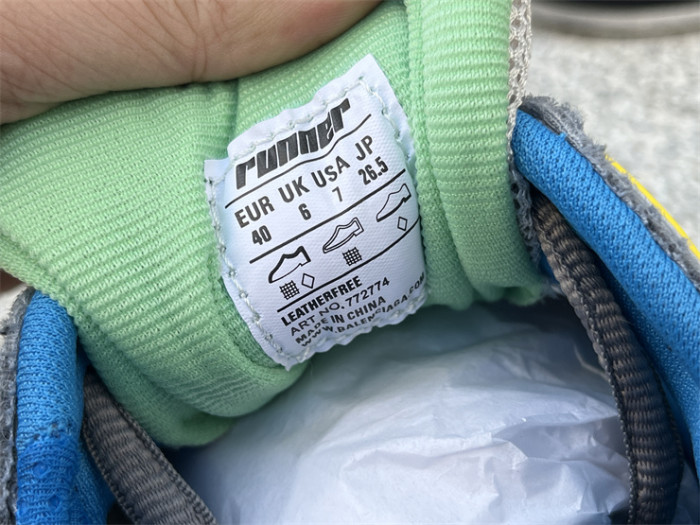 runner
EUR UK USA JP
40 6 7 26.5
LEATHERFREE
ART NO. 772774
MADE IN CHINA
WWW.BALENCIAGA.COM